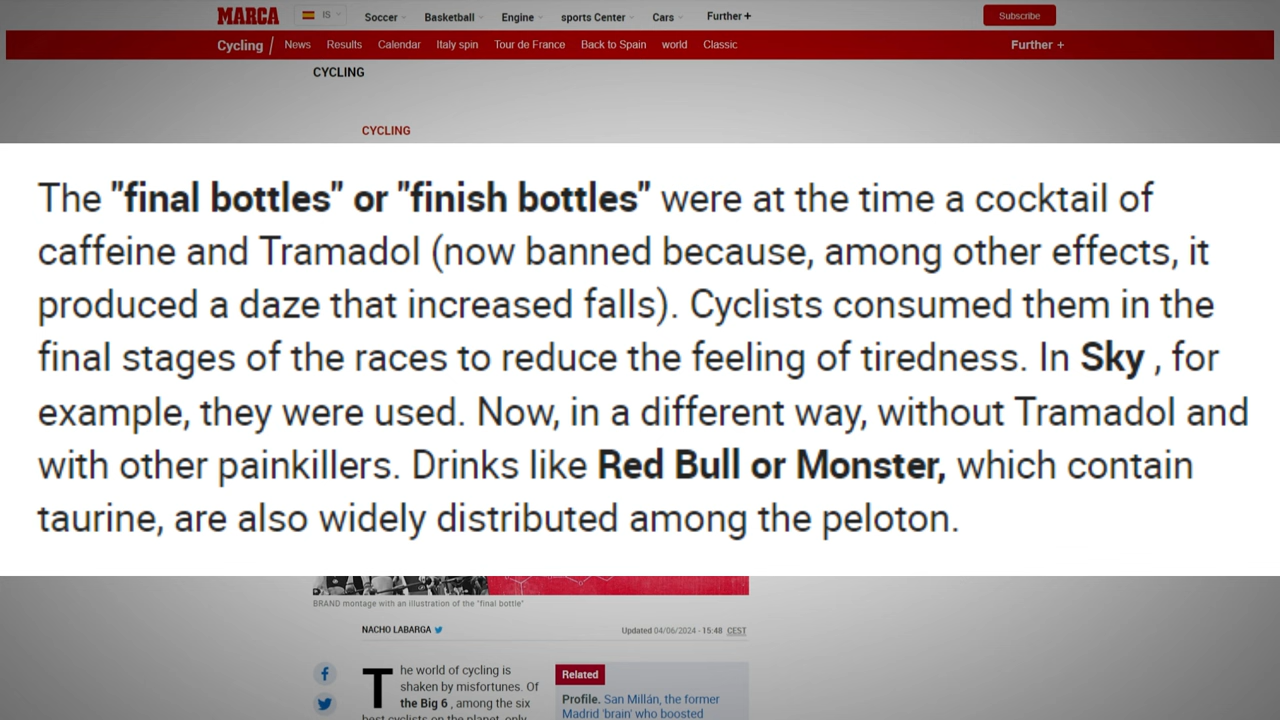 MARCA IS Soccer Basketball Engine sports Center Cars Further+ Subscribe
Cycling / News Results Calendar Italy spin Tour de France Back to Spain world Classic Further +
CYCLING
CYCLING
The "final bottles" or "finish bottles" were at the time a cocktail of
caffeine and Tramadol (now banned because, among other effects, it
produced a daze that increased falls). Cyclists consumed them in the
final stages of the races to reduce the feeling of tiredness. In Sky , for
example, they were used. Now, in a different way, without Tramadol and
with other painkillers. Drinks like Red Bull or Monster, which contain
taurine, are also widely distributed among the peloton.
BRAND montage with an illustration of the "final bottle"
NACHO LABARGA Updated 04/06/2024 - 15:48 CEST
The world of cycling is
shaken by misfortunes. Of
the Big 6 , among the six
best cyclists on the planet, only
Related
Profile. San Millán, the former
Madrid 'brain' who boosted